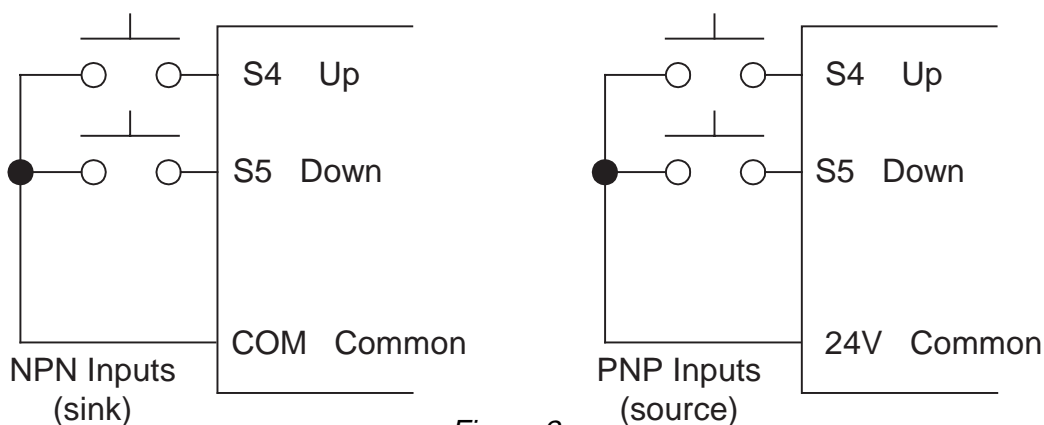 S4 Up
S5 Down
COM Common
NPN Inputs
(sink)
S4 Up
S5 Down
24V Common
PNP Inputs
(source)